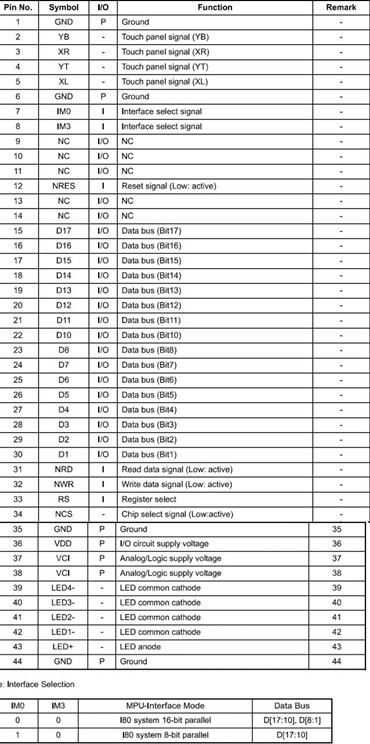 Pin No. Symbol I/O Function Remark
1 GND P Ground -
2 YB - Touch panel signal (YB) -
3 XR - Touch panel signal (XR) -
4 YT - Touch panel signal (YT) -
5 XL - Touch panel signal (XL) -
6 GND P Ground -
7 IM0 I Interface select signal -
8 IM3 I Interface select signal -
9 NC I/O NC -
10 NC I/O NC -
11 NC I/O NC -
12 NRES I Reset signal (Low: active) -
13 NC I/O NC -
14 NC I/O NC -
15 D17 I/O Data bus (Bit17) -
16 D16 I/O Data bus (Bit16) -
17 D15 I/O Data bus (Bit15) -
18 D14 I/O Data bus (Bit14) -
19 D13 I/O Data bus (Bit13) -
20 D12 I/O Data bus (Bit12) -
21 D11 I/O Data bus (Bit11) -
22 D10 I/O Data bus (Bit10) -
23 D8 I/O Data bus (Bit8) -
24 D7 I/O Data bus (Bit7) -
25 D6 I/O Data bus (Bit6) -
26 D5 I/O Data bus (Bit5) -
27 D4 I/O Data bus (Bit4) -
28 D3 I/O Data bus (Bit3) -
29 D2 I/O Data bus (Bit2) -
30 D1 I/O Data bus (Bit1) -
31 NRD I Read data signal (Low: active) -
32 NWR I Write data signal (Low: active) -
33 RS I Register select -
34 NCS - Chip select signal (Low:active) -
35 GND P Ground 35
36 VDD P I/O circuit supply voltage 36
37 VCI P Analog/Logic supply voltage 37
38 VCI P Analog/Logic supply voltage 38
39 LED4- - LED common cathode 39
40 LED3- - LED common cathode 40
41 LED2- - LED common cathode 41
42 LED1- - LED common cathode 42
43 LED+ - LED anode 43
44 GND P Ground 44
e: Interface Selection
IM0 IM3 MPU-Interface Mode Data Bus
0 0 I80 system 16-bit parallel D[17:10], D[8:1]
1 0 I80 system 8-bit parallel D[17:10]